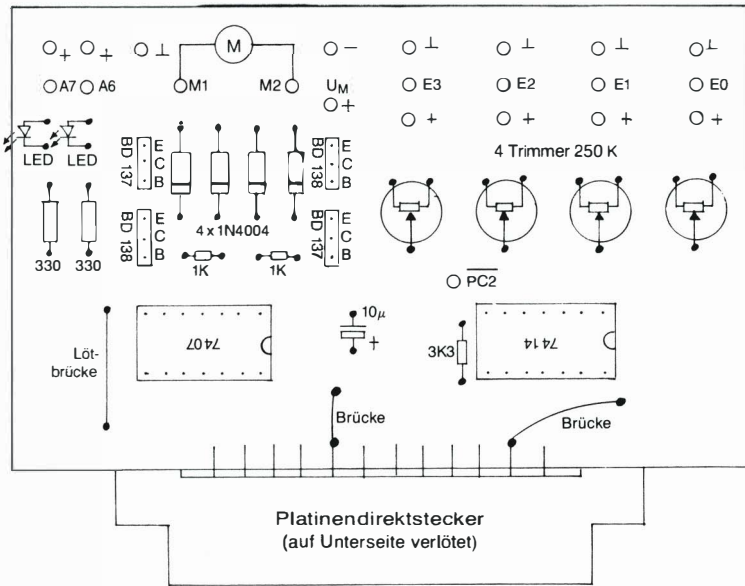 + + ⊥ M − ⊥ ⊥ ⊥ ⊥
A7 A6 M1 M2 U_M E3 E2 E1 E0
+ + + + +
LED LED
BD 137 E C B
BD 138 E C B
4 Trimmer 250 K
4 x 1N4004
BD 138 E C B
BD 137 E C B
330 330
1K 1K
PC2
10µ
+
7407
7414
3K3
Löt-
brücke
Brücke
Brücke
Platinendirektstecker
(auf Unterseite verlötet)